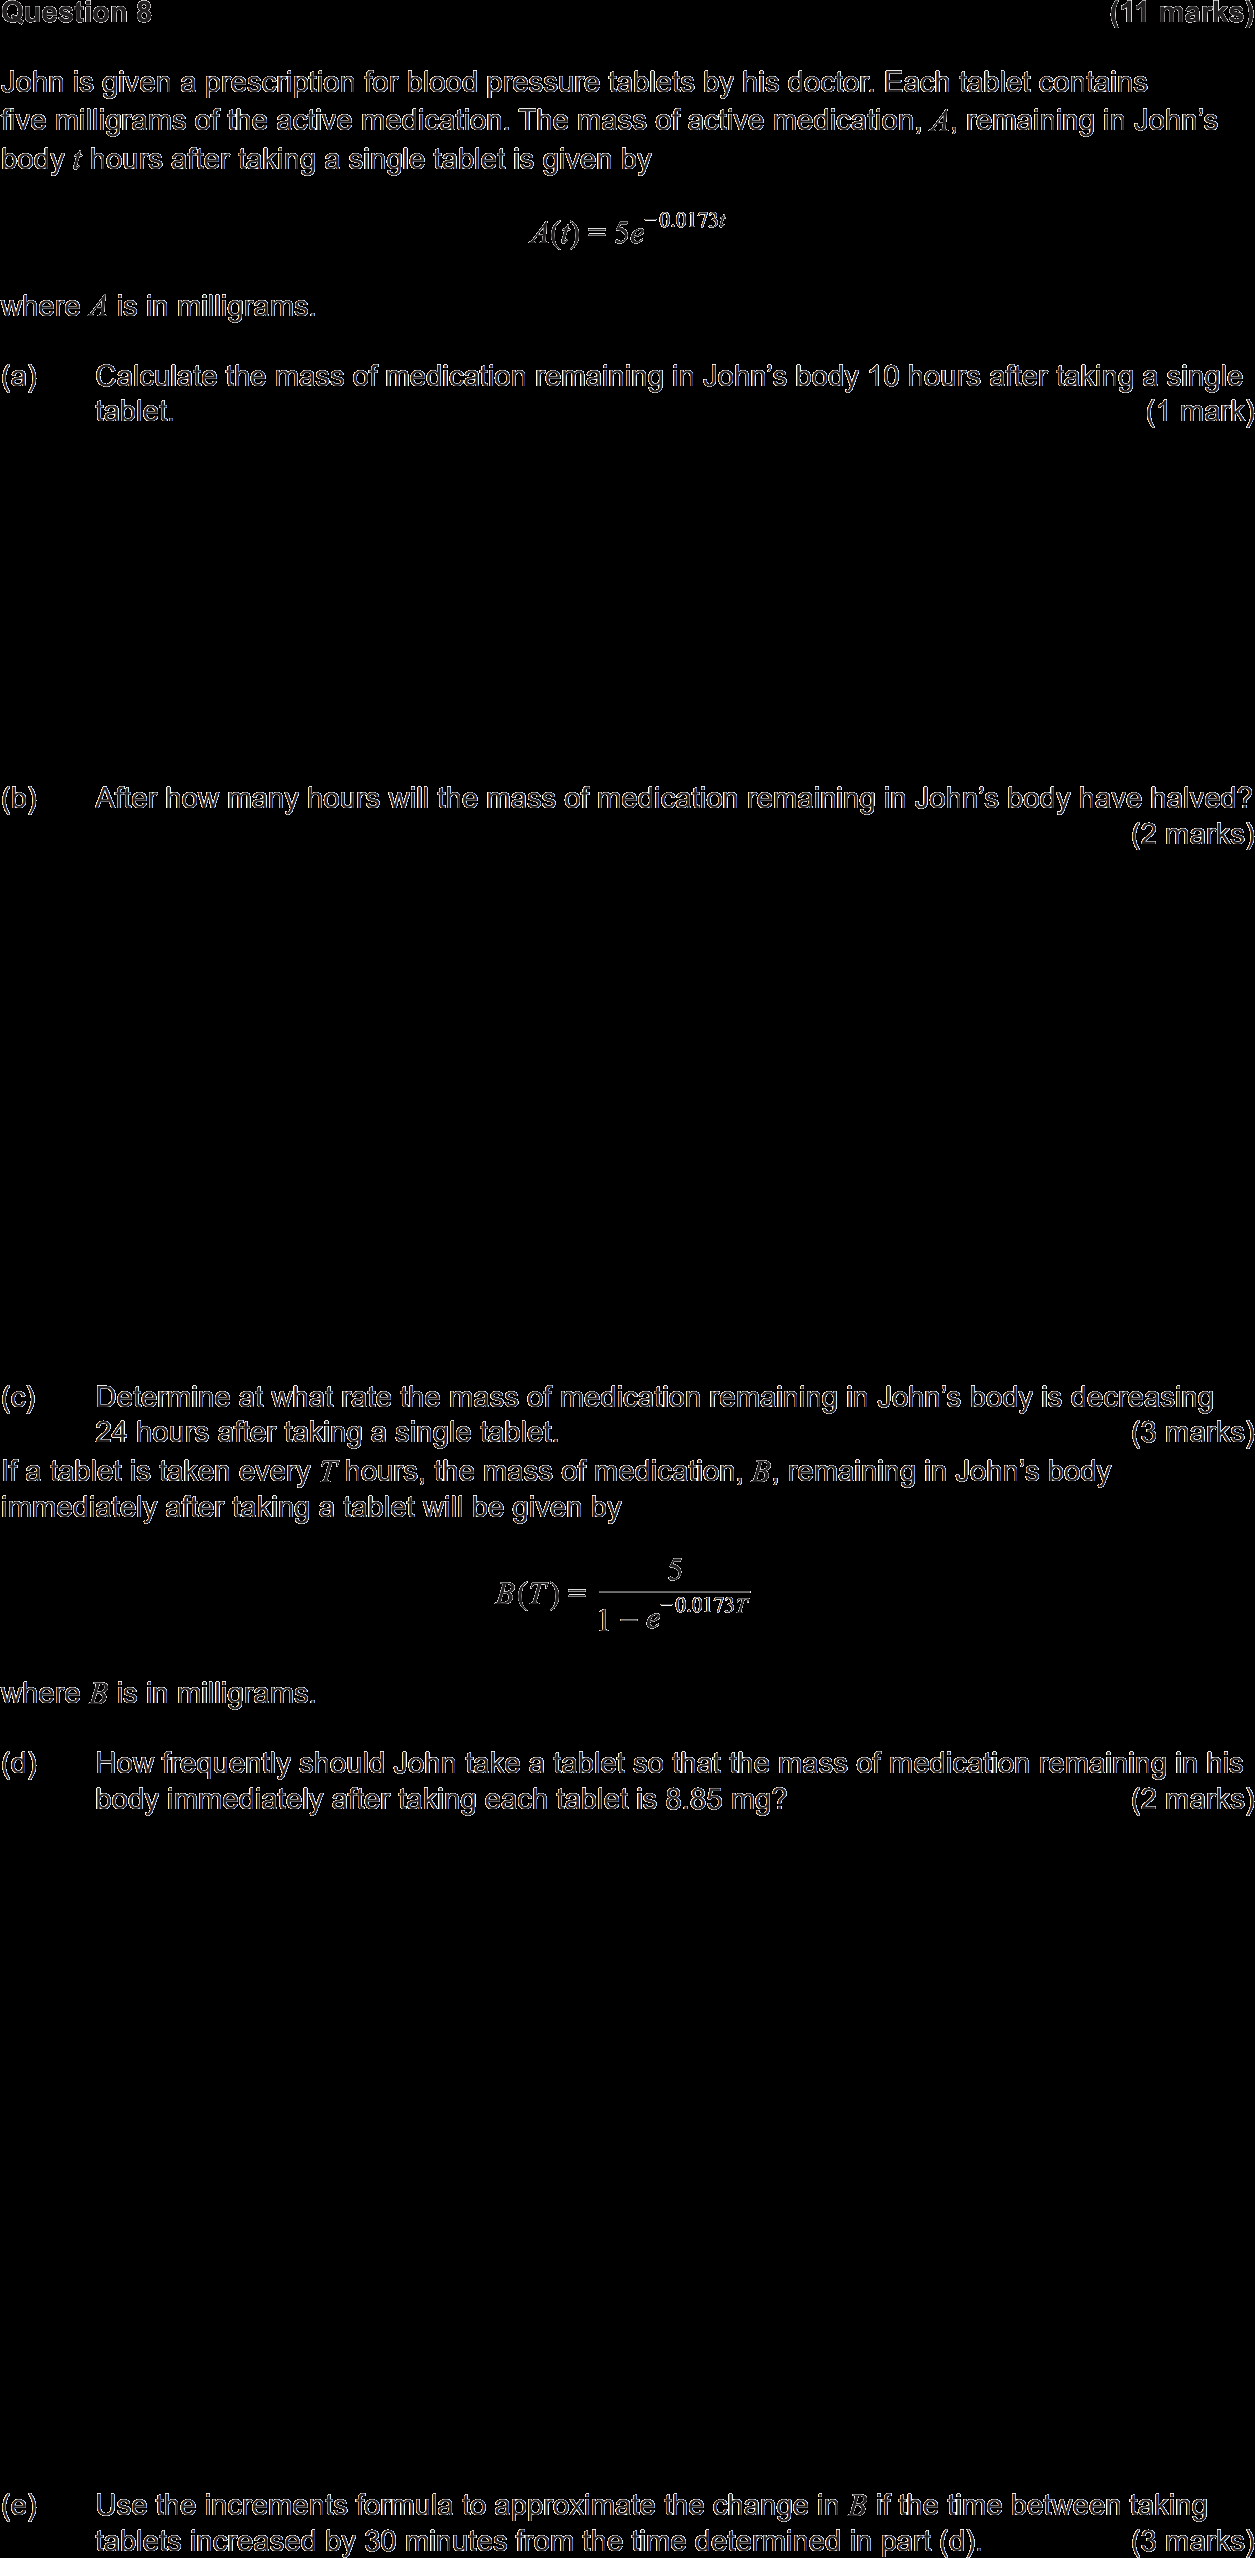 Question 8 (11 marks)
John is given a prescription for blood pressure tablets by his doctor. Each tablet contains
five milligrams of the active medication. The mass of active medication, A, remaining in John’s
body t hours after taking a single tablet is given by
A(t) = 5e^{-0.0173t}
where A is in milligrams.
(a) Calculate the mass of medication remaining in John’s body 10 hours after taking a single
tablet. (1 mark)
(b) After how many hours will the mass of medication remaining in John’s body have halved?
(2 marks)
(c) Determine at what rate the mass of medication remaining in John’s body is decreasing
24 hours after taking a single tablet. (3 marks)
If a tablet is taken every T hours, the mass of medication, B, remaining in John’s body
immediately after taking a tablet will be given by
B(T) = \frac{5}{1 - e^{-0.0173T}}
where B is in milligrams.
(d) How frequently should John take a tablet so that the mass of medication remaining in his
body immediately after taking each tablet is 8.85 mg? (2 marks)
(e) Use the increments formula to approximate the change in B if the time between taking
tablets increased by 30 minutes from the time determined in part (d). (3 marks)